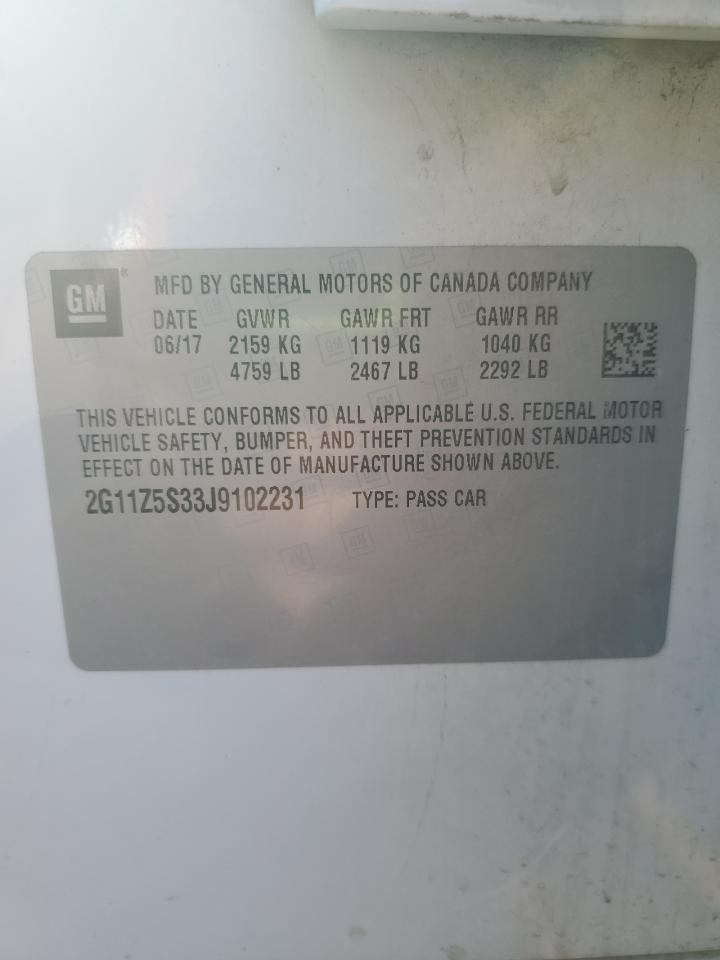 GM® MFD BY GENERAL MOTORS OF CANADA COMPANY
DATE GVWR GAWR FRT GAWR RR
06/17 2159 KG 1119 KG 1040 KG
4759 LB 2467 LB 2292 LB
THIS VEHICLE CONFORMS TO ALL APPLICABLE U.S. FEDERAL MOTOR
VEHICLE SAFETY, BUMPER, AND THEFT PREVENTION STANDARDS IN
EFFECT ON THE DATE OF MANUFACTURE SHOWN ABOVE.
2G11Z5S33J9102231 TYPE: PASS CAR